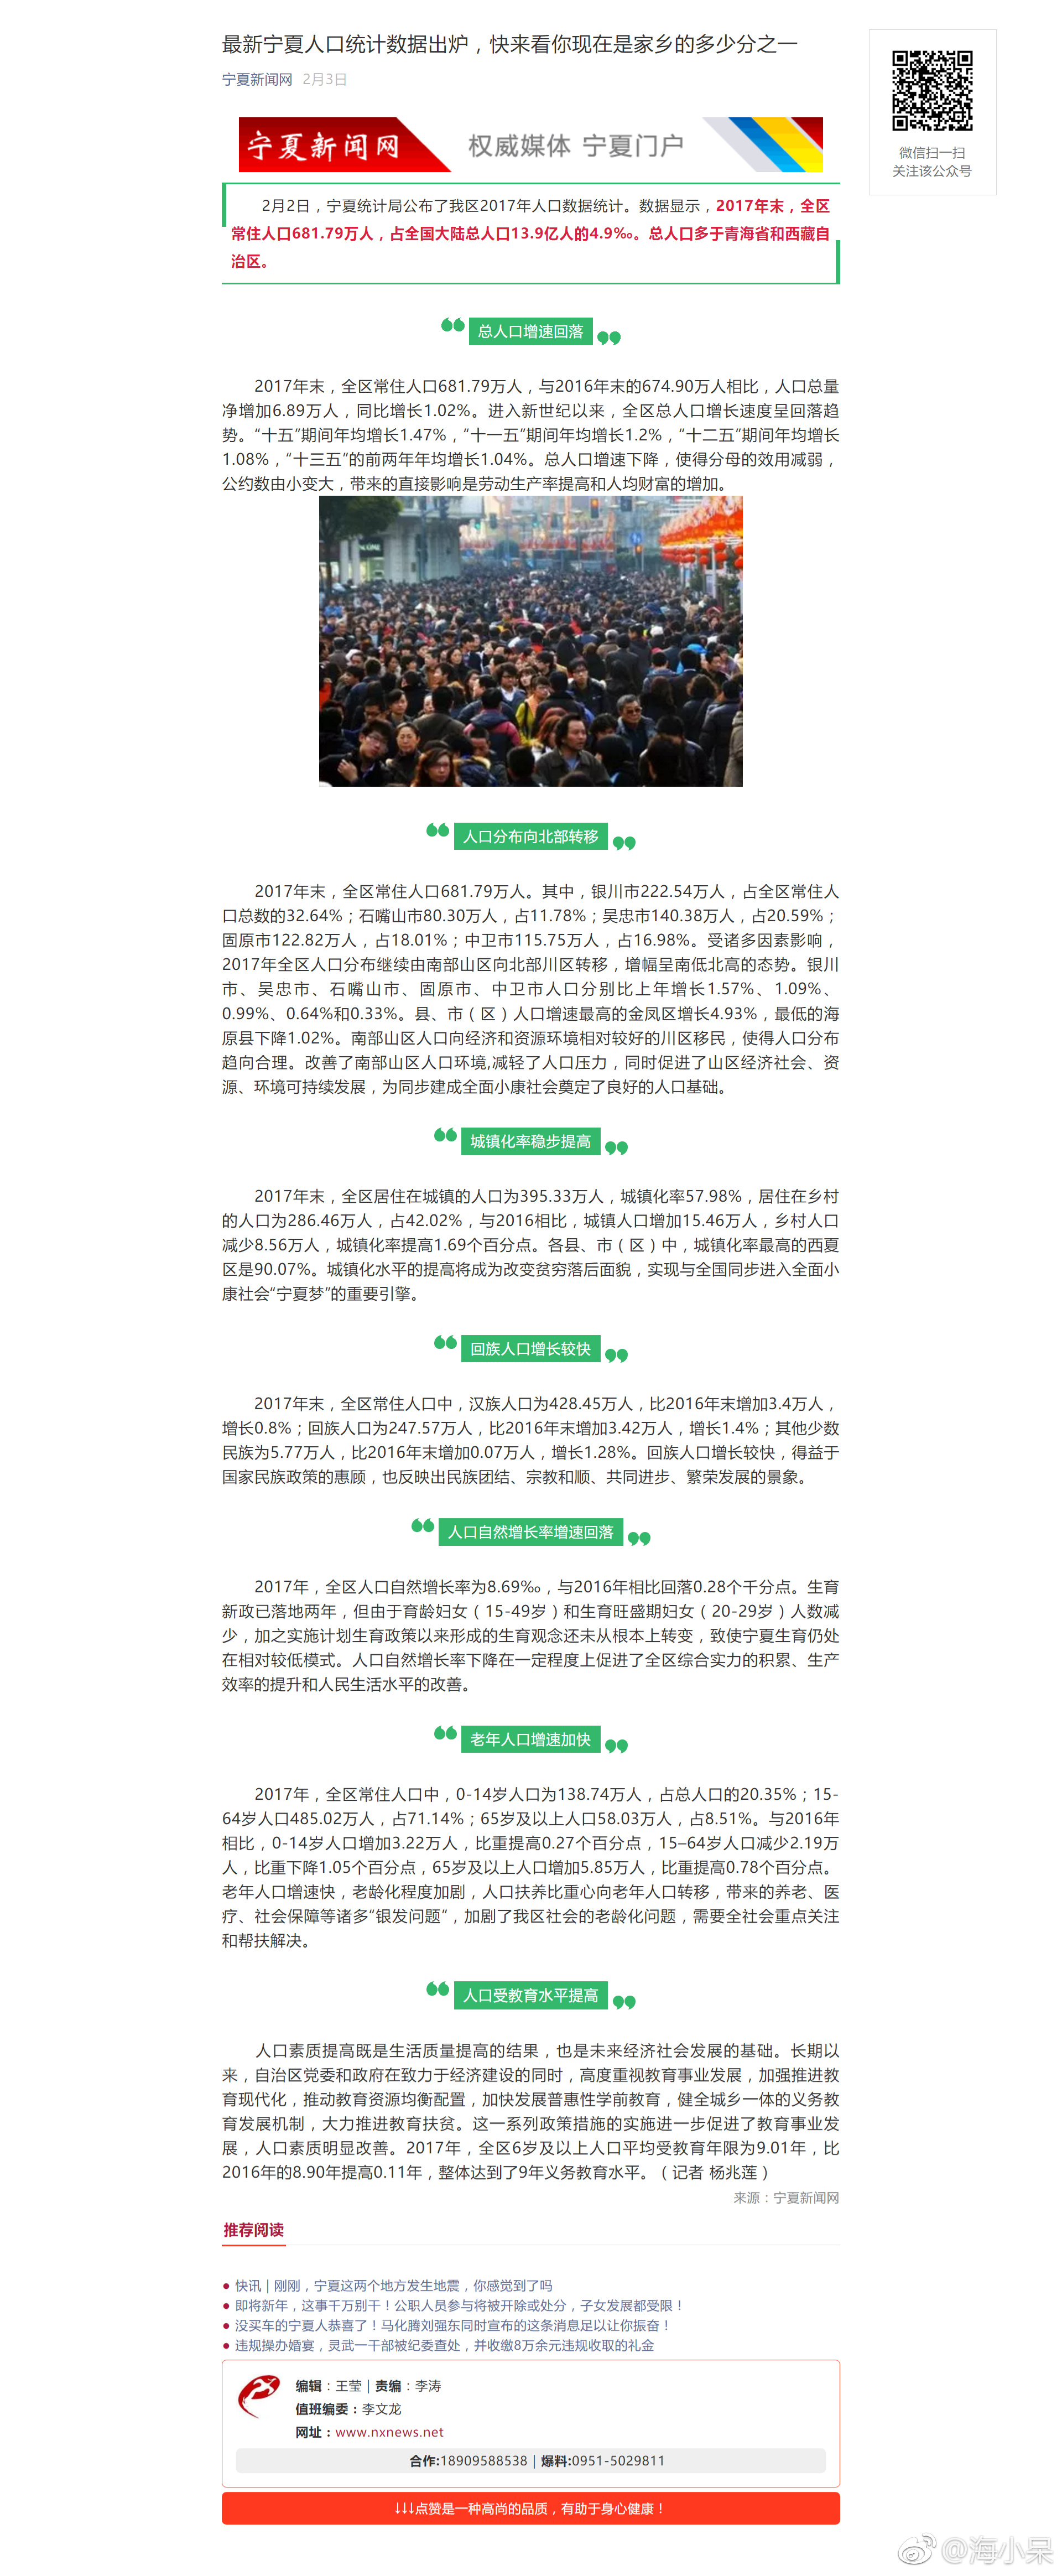 最新宁夏人口统计数据出炉，快来看你现在是家乡的多少分之一
宁夏新闻网 2月3日
微信扫一扫
关注该公众号
宁夏新闻网 权威媒体 宁夏门户
2月2日，宁夏统计局公布了我区2017年人口数据统计。数据显示，2017年末，全区
常住人口681.79万人，占全国大陆总人口13.9亿人的4.9‰。总人口多于青海省和西藏自
治区。
总人口增速回落
2017年末，全区常住人口681.79万人，与2016年末的674.90万人相比，人口总量
净增加6.89万人，同比增长1.02%。进入新世纪以来，全区总人口增长速度呈回落趋
势。“十五”期间年均增长1.47%，“十一五”期间年均增长1.2%，“十二五”期间年均增长
1.08%，“十三五”的前两年年均增长1.04%。总人口增速下降，使得分母的效用减弱，
公约数由小变大，带来的直接影响是劳动生产率提高和人均财富的增加。
人口分布向北部转移
2017年末，全区常住人口681.79万人。其中，银川市222.54万人，占全区常住人
口总数的32.64%；石嘴山市80.30万人，占11.78%；吴忠市140.38万人，占20.59%；
固原市122.82万人，占18.01%；中卫市115.75万人，占16.98%。受诸多因素影响，
2017年全区人口分布继续由南部山区向北部川区转移，增幅呈南低北高的态势。银川
市、吴忠市、石嘴山市、固原市、中卫市人口分别比上年增长1.57%、1.09%、
0.99%、0.64%和0.33%。县、市（区）人口增速最高的金凤区增长4.93%，最低的海
原县下降1.02%。南部山区人口向经济和资源环境相对较好的川区移民，使得人口分布
趋向合理。改善了南部山区人口环境,减轻了人口压力，同时促进了山区经济社会、资
源、环境可持续发展，为同步建成全面小康社会奠定了良好的人口基础。
城镇化率稳步提高
2017年末，全区居住在城镇的人口为395.33万人，城镇化率57.98%，居住在乡村
的人口为286.46万人，占42.02%，与2016相比，城镇人口增加15.46万人，乡村人口
减少8.56万人，城镇化率提高1.69个百分点。各县、市（区）中，城镇化率最高的西夏
区是90.07%。城镇化水平的提高将成为改变贫穷落后面貌，实现与全国同步进入全面小
康社会“宁夏梦”的重要引擎。
回族人口增长较快
2017年末，全区常住人口中，汉族人口为428.45万人，比2016年末增加3.4万人，
增长0.8%；回族人口为247.57万人，比2016年末增加3.42万人，增长1.4%；其他少数
民族为5.77万人，比2016年末增加0.07万人，增长1.28%。回族人口增长较快，得益于
国家民族政策的惠顾，也反映出民族团结、宗教和顺、共同进步、繁荣发展的景象。
人口自然增长率增速回落
2017年，全区人口自然增长率为8.69‰，与2016年相比回落0.28个千分点。生育
新政已落地两年，但由于育龄妇女（15-49岁）和生育旺盛期妇女（20-29岁）人数减
少，加之实施计划生育政策以来形成的生育观念还未从根本上转变，致使宁夏生育仍处
在相对较低模式。人口自然增长率下降在一定程度上促进了全区综合实力的积累、生产
效率的提升和人民生活水平的改善。
老年人口增速加快
2017年，全区常住人口中，0-14岁人口为138.74万人，占总人口的20.35%；15-
64岁人口485.02万人，占71.14%；65岁及以上人口58.03万人，占8.51%。与2016年
相比，0-14岁人口增加3.22万人，比重提高0.27个百分点，15–64岁人口减少2.19万
人，比重下降1.05个百分点，65岁及以上人口增加5.85万人，比重提高0.78个百分点。
老年人口增速快，老龄化程度加剧，人口扶养比重心向老年人口转移，带来的养老、医
疗、社会保障等诸多“银发问题”，加剧了我区社会的老龄化问题，需要全社会重点关注
和帮扶解决。
人口受教育水平提高
人口素质提高既是生活质量提高的结果，也是未来经济社会发展的基础。长期以
来，自治区党委和政府在致力于经济建设的同时，高度重视教育事业发展，加强推进教
育现代化，推动教育资源均衡配置，加快发展普惠性学前教育，健全城乡一体的义务教
育发展机制，大力推进教育扶贫。这一系列政策措施的实施进一步促进了教育事业发
展，人口素质明显改善。2017年，全区6岁及以上人口平均受教育年限为9.01年，比
2016年的8.90年提高0.11年，整体达到了9年义务教育水平。（记者 杨兆莲）
来源：宁夏新闻网
推荐阅读
快讯 | 刚刚，宁夏这两个地方发生地震，你感觉到了吗
即将新年，这事千万别干！公职人员参与将被开除或处分，子女发展都受限！
没买车的宁夏人恭喜了！马化腾刘强东同时宣布的这条消息足以让你振奋！
违规操办婚宴，灵武一干部被纪委查处，并收缴8万余元违规收取的礼金
编辑：王莹 | 责编：李涛
值班编委：李文龙
网址：www.nxnews.net
合作:18909588538 | 爆料:0951-5029811
↓↓↓点赞是一种高尚的品质，有助于身心健康！
@海小呆